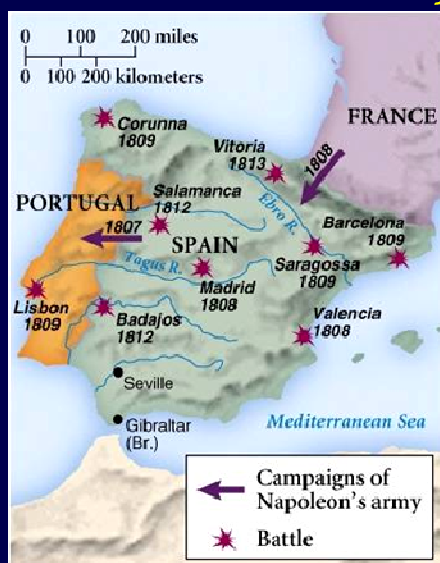 0 100 200 miles
0 100 200 kilometers
FRANCE
Corunna
1809
Vitoria
1813
1808
PORTUGAL
Salamanca
1812
1807
Ebro R.
Barcelona
1809
SPAIN
Tagus R.
Saragossa
1809
Madrid
1808
Lisbon
1809
Badajos
1812
Valencia
1808
Seville
Gibraltar
(Br.)
Mediterranean Sea
Campaigns of
Napoleon's army
Battle